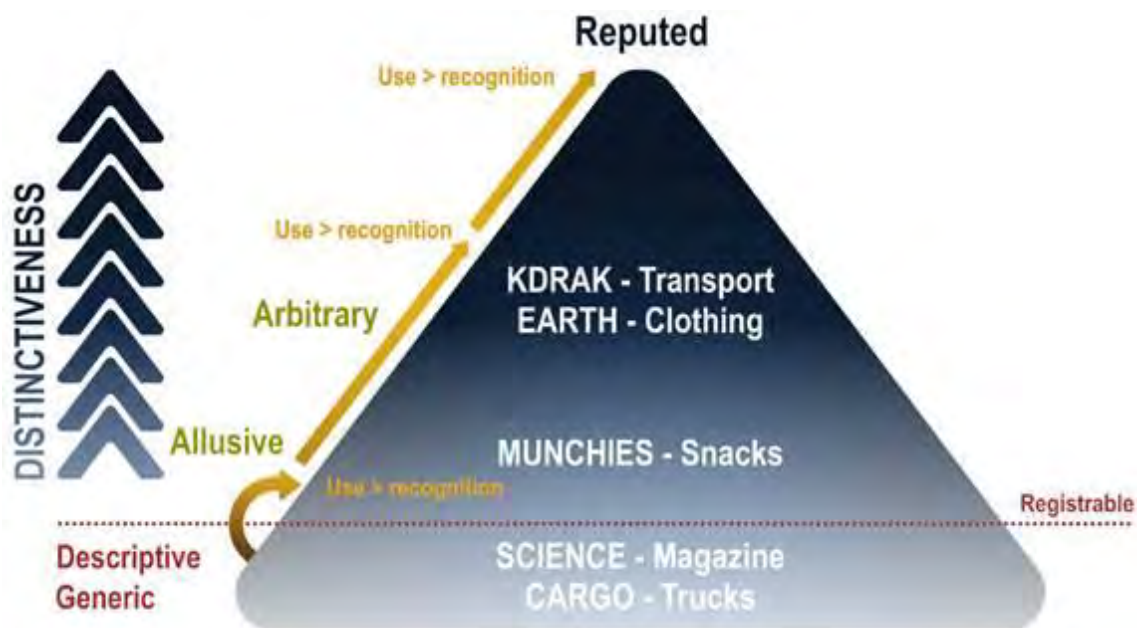 Reputed
Use > recognition
DISTINCTIVENESS
Use > recognition
KDRAK - Transport
Arbitrary
EARTH - Clothing
Allusive
MUNCHIES - Snacks
Use > recognition
Registrable
Descriptive
SCIENCE - Magazine
Generic
CARGO - Trucks